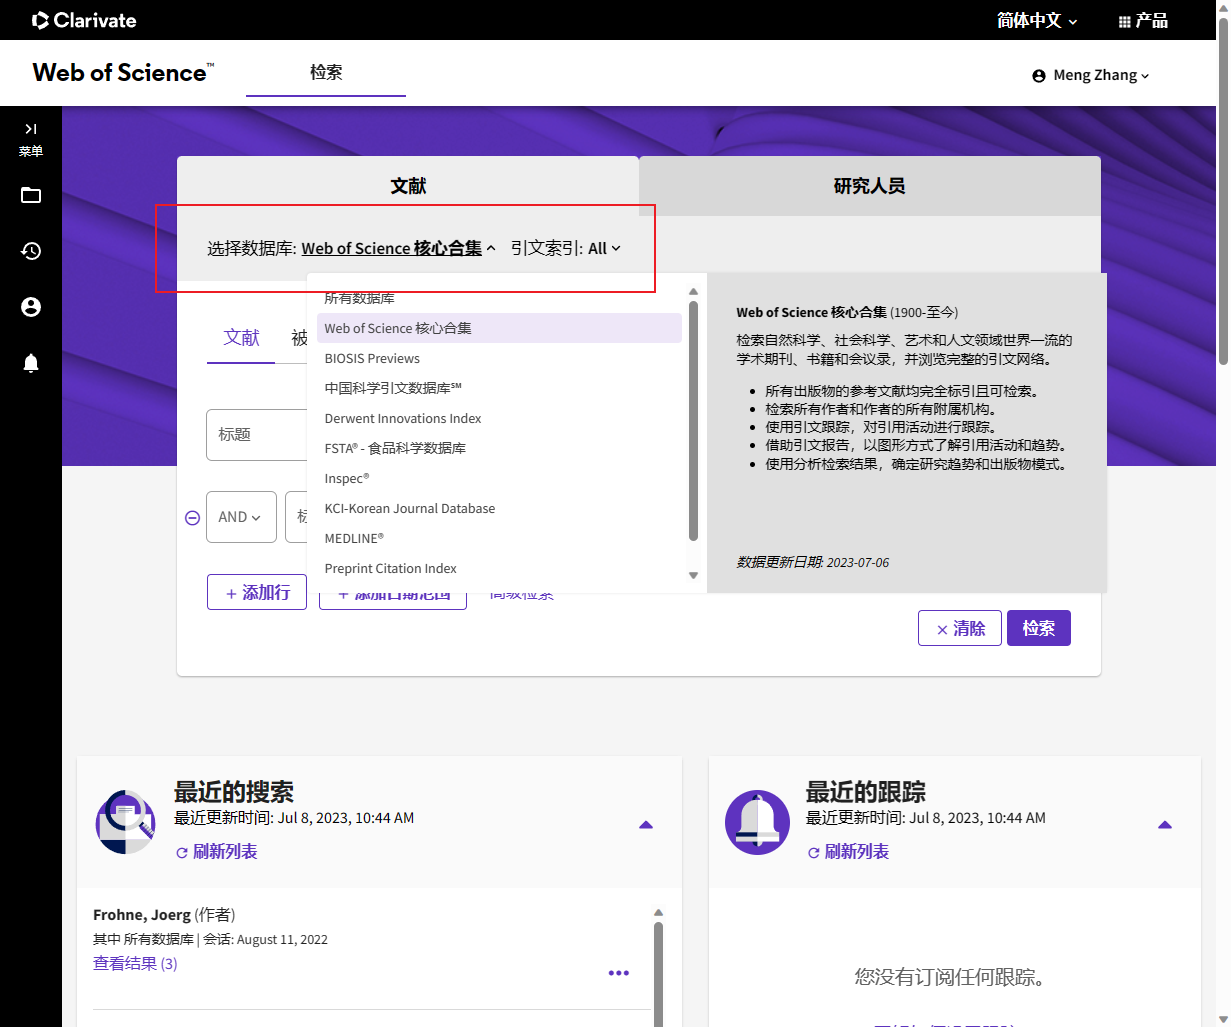 Clarivate
简体中文
产品
Web of Science™
检索
Meng Zhang
菜单
文献
研究人员
选择数据库: Web of Science 核心合集 引文索引: All
所有数据库
Web of Science 核心合集
BIOSIS Previews
中国科学引文数据库℠
Derwent Innovations Index
FSTA® - 食品科学数据库
Inspec®
KCI-Korean Journal Database
MEDLINE®
Preprint Citation Index
Web of Science 核心合集 (1900-至今)
检索自然科学、社会科学、艺术和人文领域世界一流的
学术期刊、书籍和会议录，并浏览完整的引文网络。
• 所有出版物的参考文献均完全标引且可检索。
• 检索所有作者和作者的所有附属机构。
• 使用引文跟踪，对引用活动进行跟踪。
• 借助引文报告，以图形方式了解引用活动和趋势。
• 使用分析检索结果，确定研究趋势和出版物模式。
数据更新日期: 2023-07-06
文献
被
标题
AND
标
+ 添加行
+ 添加日期范围
高级检索
× 清除
检索
最近的搜索
最近更新时间: Jul 8, 2023, 10:44 AM
刷新列表
最近的跟踪
最近更新时间: Jul 8, 2023, 10:44 AM
刷新列表
Frohne, Joerg (作者)
其中 所有数据库 | 会话: August 11, 2022
查看结果 (3)
您没有订阅任何跟踪。